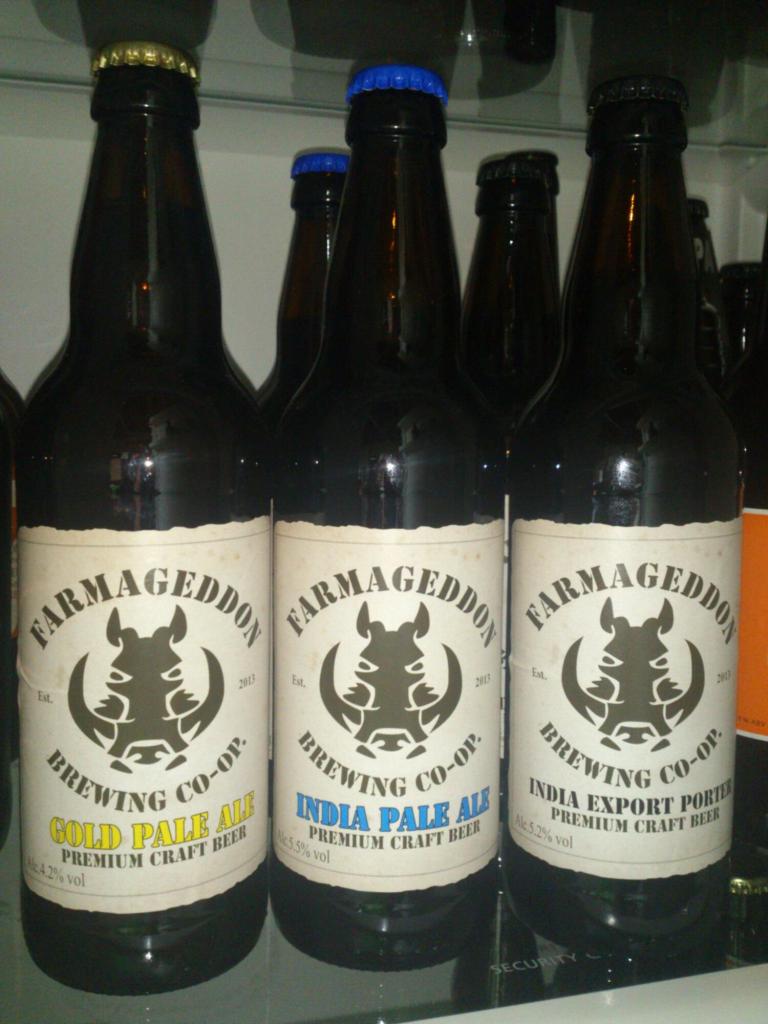 FARMAGEDDON
Est. 2013
BREWING CO-OP.
GOLD PALE ALE
PREMIUM CRAFT BEER
Alc.4.2% vol
FARMAGEDDON
Est. 2013
BREWING CO-OP.
INDIA PALE ALE
PREMIUM CRAFT BEER
Alc.5.5% vol
FARMAGEDDON
Est. 2013
BREWING CO-OP.
INDIA EXPORT PORTER
PREMIUM CRAFT BEER
Alc.5.2% vol
SECURITY